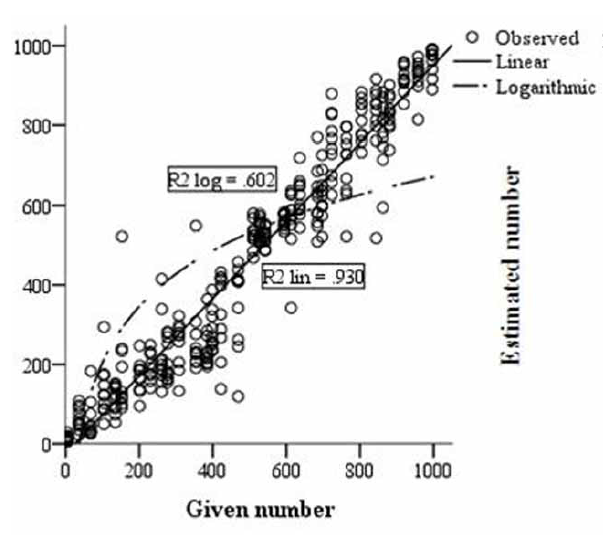 Observed
Linear
Logarithmic
1000
800
600
400
200
0
R2 log = .602
R2 lin = .930
Estimated number
0 200 400 600 800 1000
Given number